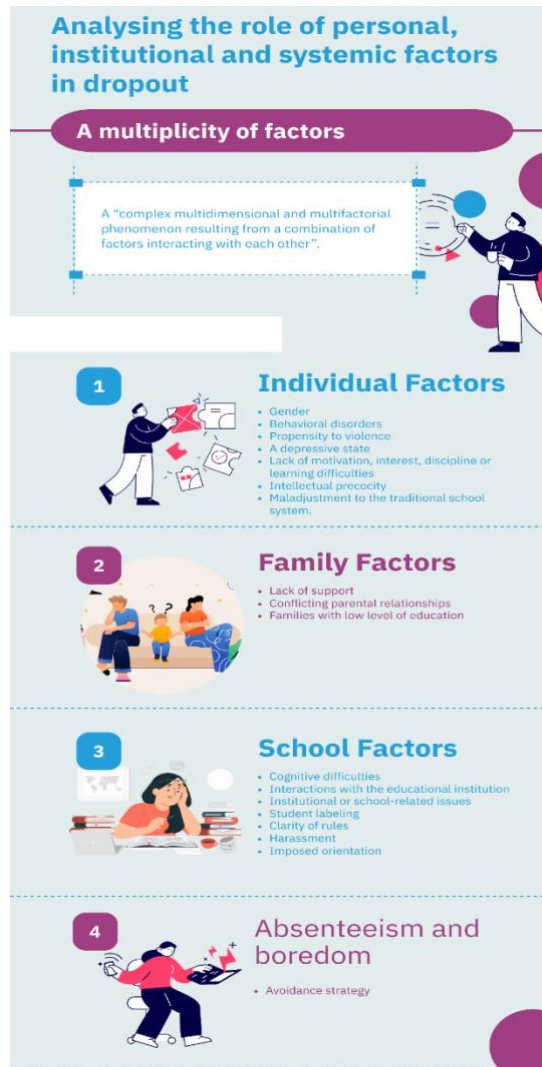 Analysing the role of personal,
institutional and systemic factors
in dropout
A multiplicity of factors
A “complex multidimensional and multifactorial
phenomenon resulting from a combination of
factors interacting with each other”.
1
Individual Factors
• Gender
• Behavioral disorders
• Propensity to violence
• A depressive state
• Lack of motivation, interest, discipline or
learning difficulties
• Intellectual precocity
• Maladjustment to the traditional school
system.
2
Family Factors
? ?
• Lack of support
• Conflicting parental relationships
• Families with low level of education
3
School Factors
• Cognitive difficulties
• Interactions with the educational institution
• Institutional or school-related issues
• Student labeling
• Clarity of rules
• Harassment
• Imposed orientation
4
Absenteeism and
boredom
• Avoidance strategy